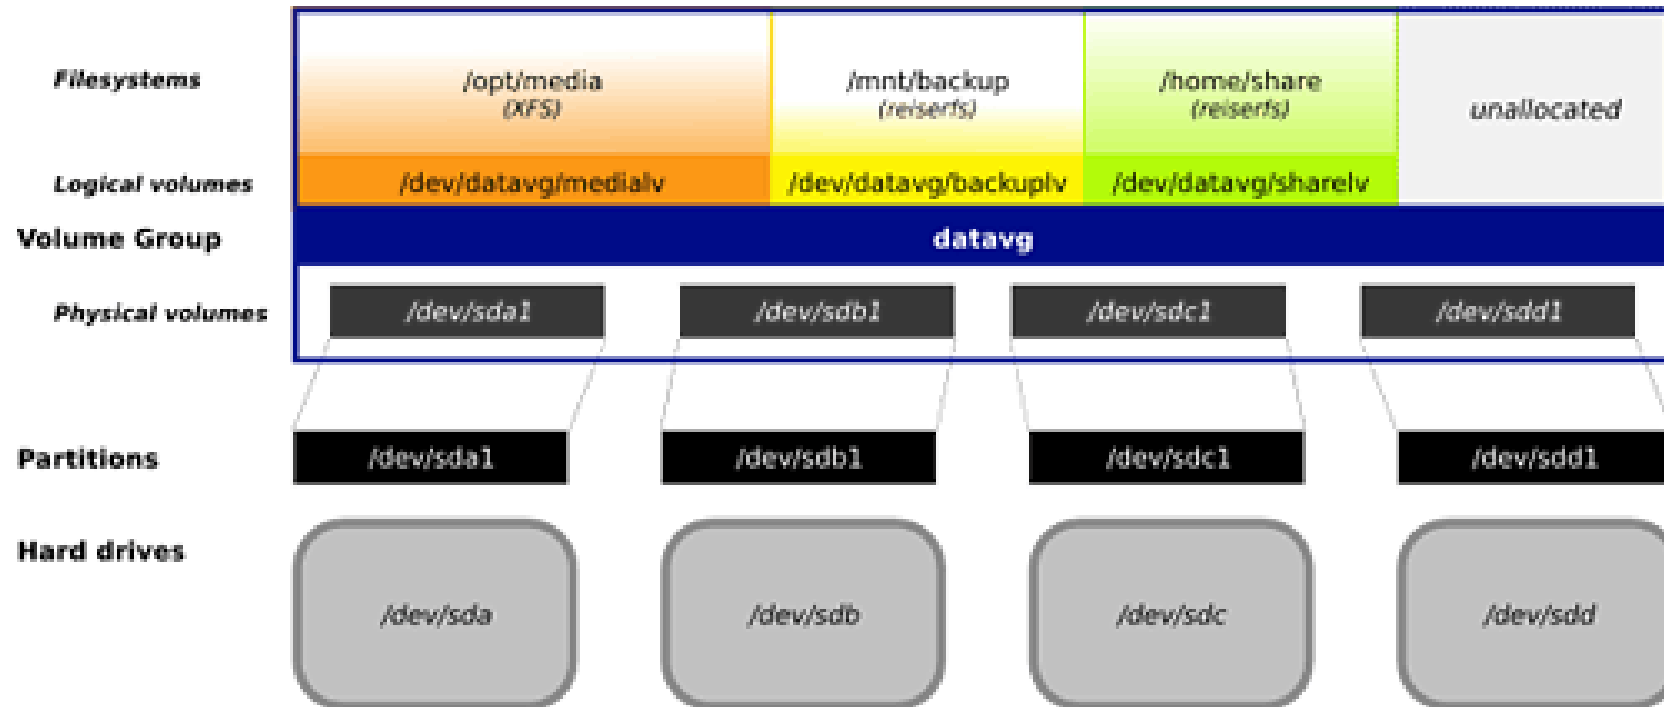 Filesystems
/opt/media
(XFS)
/mnt/backup
(reiserfs)
/home/share
(reiserfs)
unallocated
Logical volumes
/dev/datavg/medialv
/dev/datavg/backuplv
/dev/datavg/sharelv
Volume Group
datavg
Physical volumes
/dev/sda1
/dev/sdb1
/dev/sdc1
/dev/sdd1
Partitions
/dev/sda1
/dev/sdb1
/dev/sdc1
/dev/sdd1
Hard drives
/dev/sda
/dev/sdb
/dev/sdc
/dev/sdd